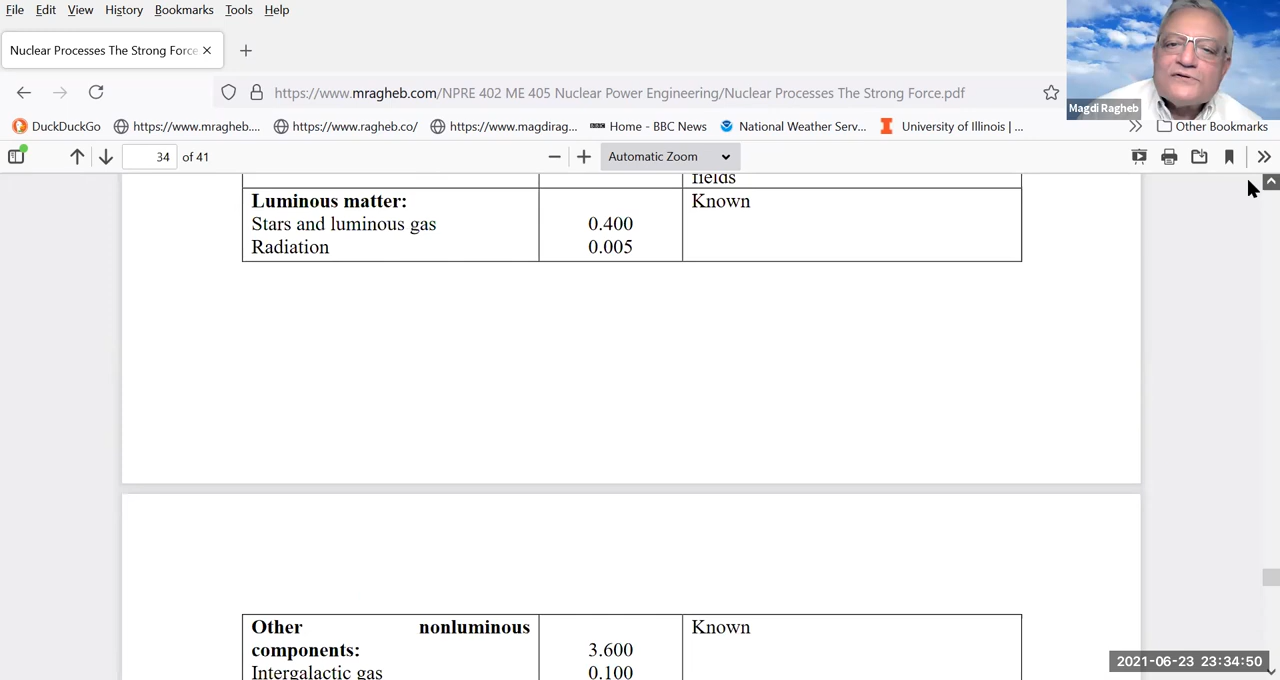 File Edit View History Bookmarks Tools Help
Nuclear Processes The Strong Force
https://www.mragheb.com/NPRE 402 ME 405 Nuclear Power Engineering/Nuclear Processes The Strong Force.pdf
Magdi Ragheb
DuckDuckGo https://www.mragheb.... https://www.ragheb.co/ https://www.magdirag... Home - BBC News National Weather Serv... University of Illinois | ... Other Bookmarks
34 of 41 Automatic Zoom
fields
Luminous matter: Known
Stars and luminous gas 0.400
Radiation 0.005
Other nonluminous Known
components: 3.600
Intergalactic gas 0.100
2021-06-23 23:34:50